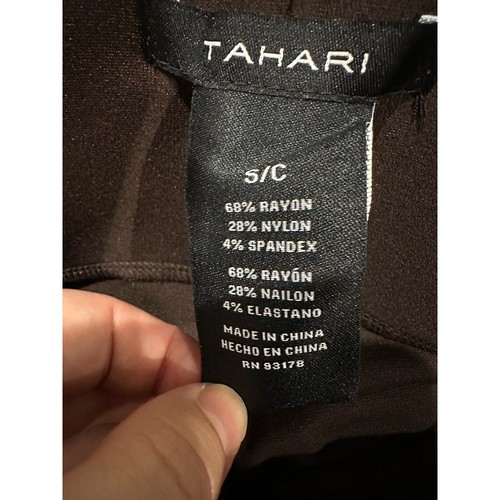 TAHARI
S/C
68% RAYON
28% NYLON
4% SPANDEX
68% RAYÓN
28% NAILON
4% ELASTANO
MADE IN CHINA
HECHO EN CHINA
RN 93178